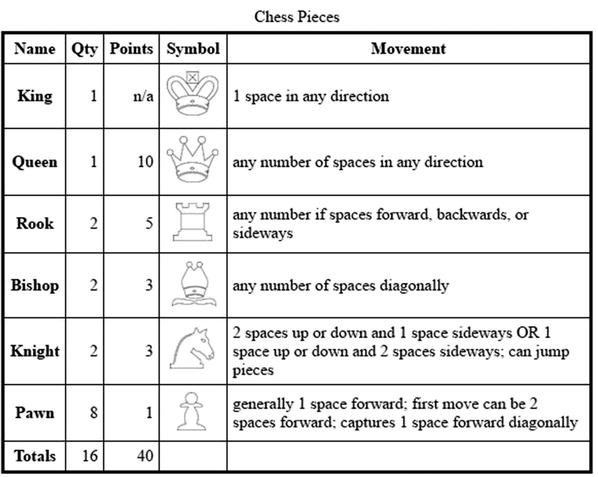 Chess Pieces
Name Qty Points Symbol Movement
King 1 n/a 1 space in any direction
Queen 1 10 any number of spaces in any direction
Rook 2 5 any number if spaces forward, backwards, or
sideways
Bishop 2 3 any number of spaces diagonally
Knight 2 3 2 spaces up or down and 1 space sideways OR 1
space up or down and 2 spaces sideways; can jump
pieces
Pawn 8 1 generally 1 space forward; first move can be 2
spaces forward; captures 1 space forward diagonally
Totals 16 40